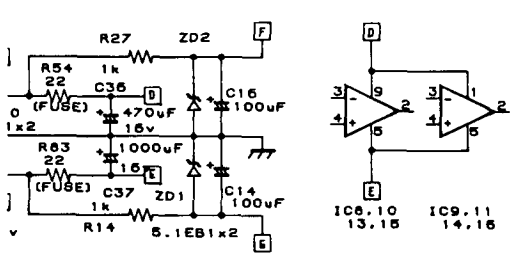 F
D
R27
ZD2
R54
1k
22
C36
3
9
2
3
1
2
(FUSE)
D
C16
0
470uF
100uF
4
5
4
5
1x2
16v
R63
1000uF
22
E
C14
(FUSE)
C37
ZD1
100uF
E
1k
IC8,10
IC9,11
R14
5.1EB1x2
13,15
14,16
v